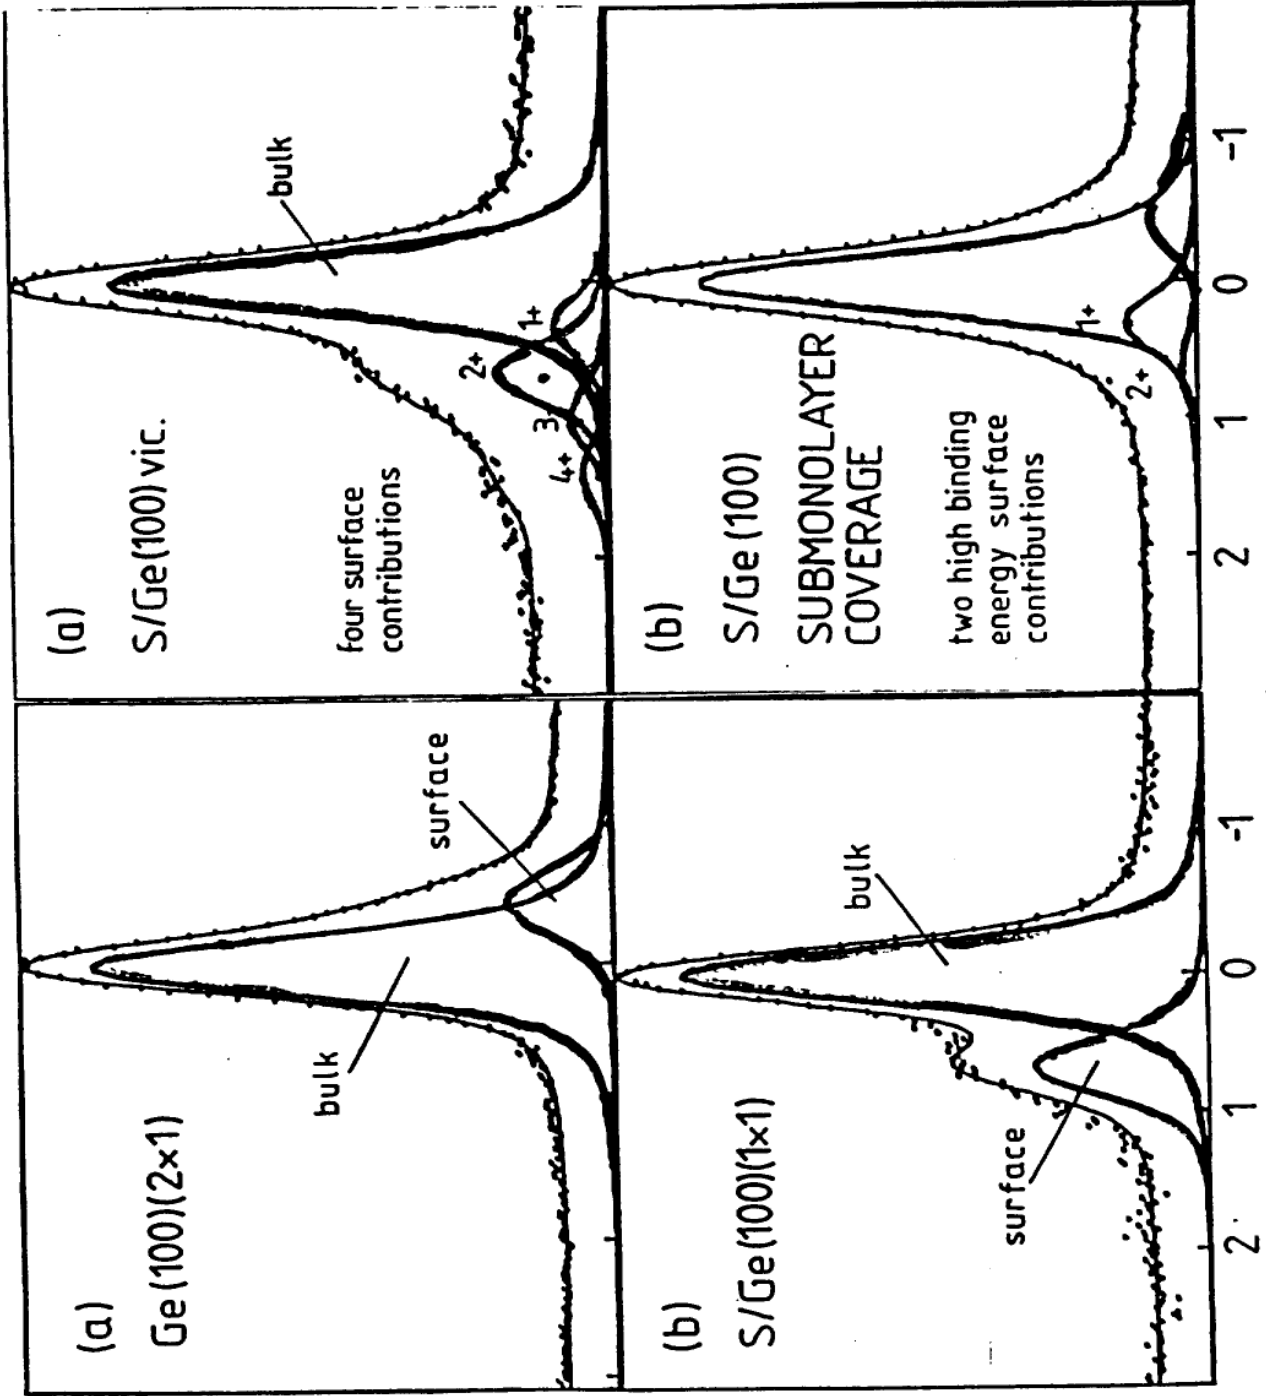 (a)
Ge(100)(2×1)
bulk
surface
(b)
S/Ge(100)(1×1)
bulk
surface
2
1
0
-1
(a)
S/Ge(100) vic.
four surface
contributions
bulk
4+
3
2+
1+
(b)
S/Ge(100)
SUBMONOLAYER
COVERAGE
two high binding
energy surface
contributions
2+
1+
2
1
0
-1